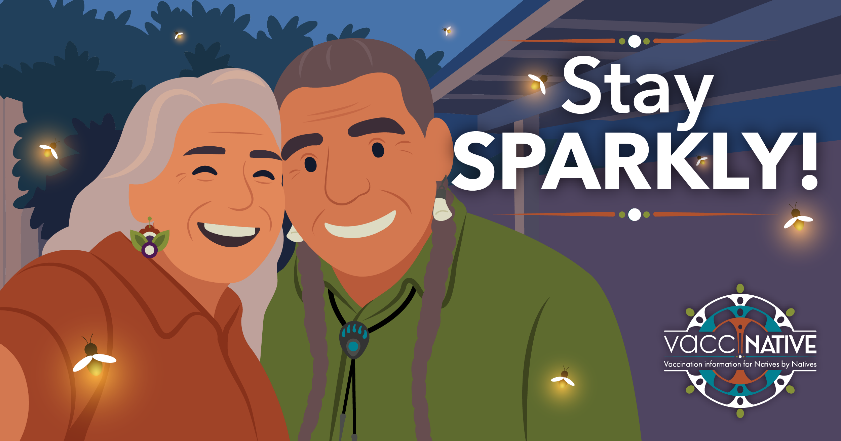 Stay
SPARKLY!
vacciNATIVE
Vaccination information for Natives by Natives